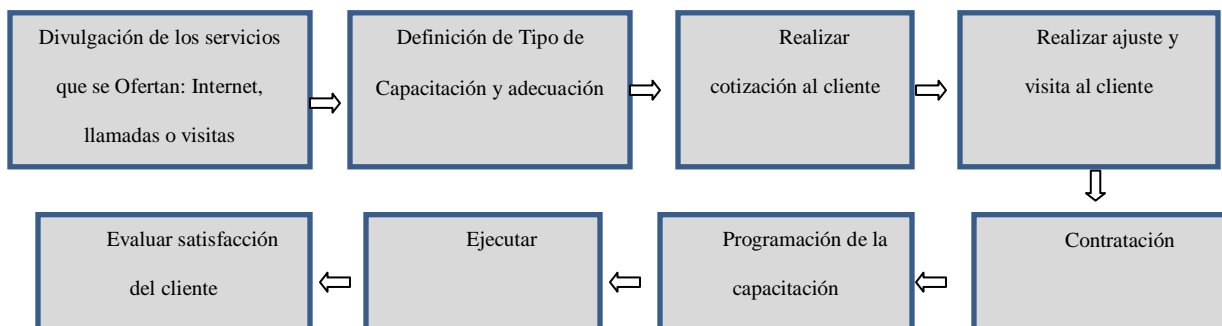 Divulgación de los servicios
que se Ofertan: Internet,
llamadas o visitas
Definición de Tipo de
Capacitación y adecuación
Realizar
cotización al cliente
Realizar ajuste y
visita al cliente
Contratación
Programación de la
capacitación
Ejecutar
Evaluar satisfacción
del cliente